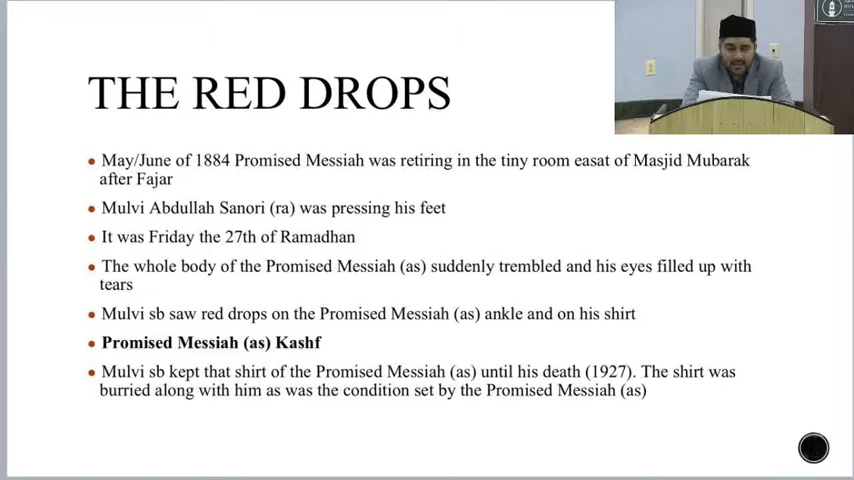 THE RED DROPS
May/June of 1884 Promised Messiah was retiring in the tiny room easat of Masjid Mubarak
after Fajar
Mulvi Abdullah Sanori (ra) was pressing his feet
It was Friday the 27th of Ramadhan
The whole body of the Promised Messiah (as) suddenly trembled and his eyes filled up with
tears
Mulvi sb saw red drops on the Promised Messiah (as) ankle and on his shirt
Promised Messiah (as) Kashf
Mulvi sb kept that shirt of the Promised Messiah (as) until his death (1927). The shirt was
burried along with him as was the condition set by the Promised Messiah (as)